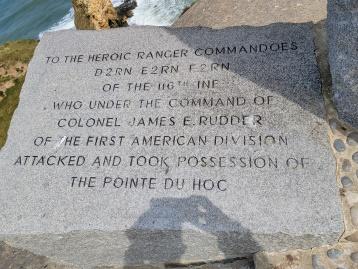 TO THE HEROIC RANGER COMMANDOES
D2RN E2RN F2RN
OF THE 116TH INF
WHO UNDER THE COMMAND OF
COLONEL JAMES E. RUDDER
OF THE FIRST AMERICAN DIVISION
ATTACKED AND TOOK POSSESSION OF
THE POINTE DU HOC